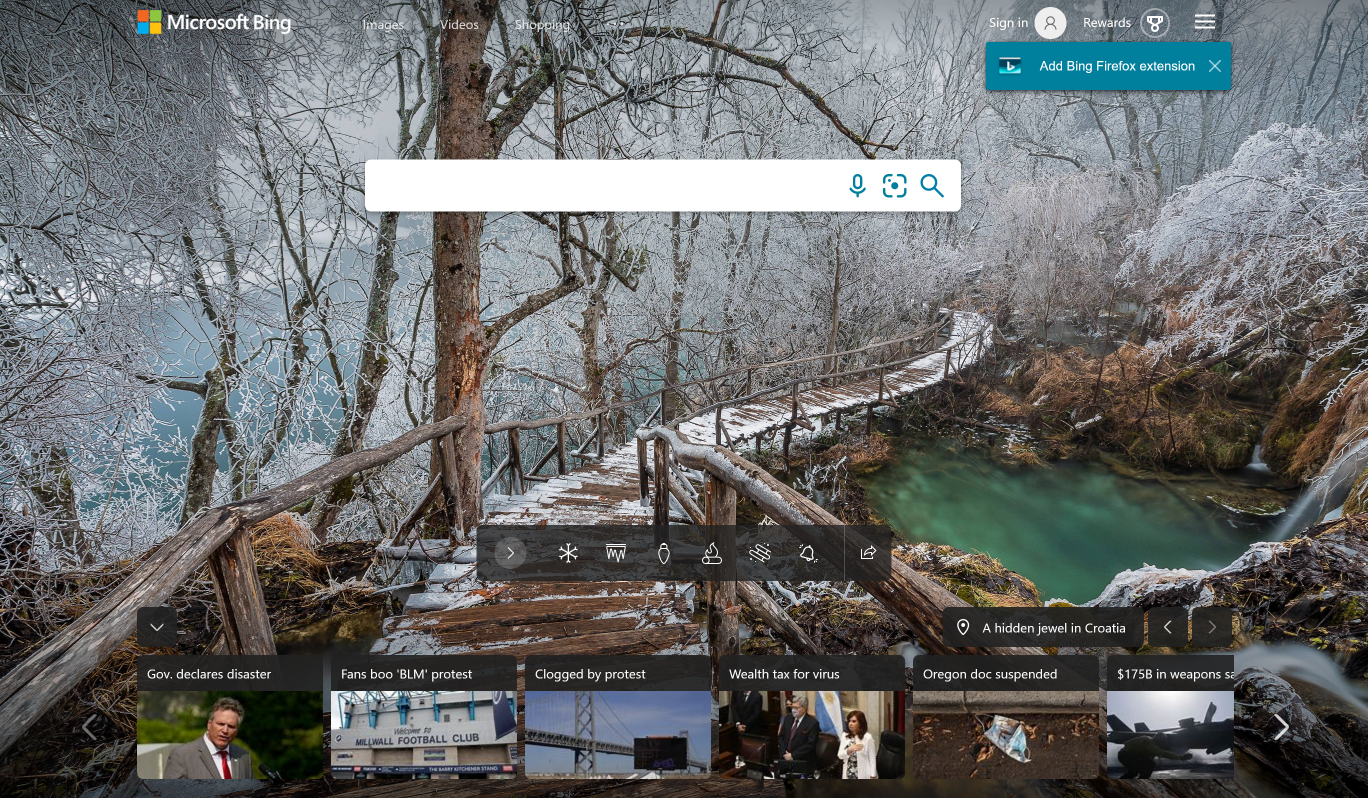 Microsoft Bing
Images
Videos
Shopping
Sign in
Rewards
Add Bing Firefox extension
A hidden jewel in Croatia
Gov. declares disaster
Fans boo 'BLM' protest
Clogged by protest
Wealth tax for virus
Oregon doc suspended
$175B in weapons sa
Welcome To
MILLWALL FOOTBALL CLUB
THE BARRY KITCHENER STAND